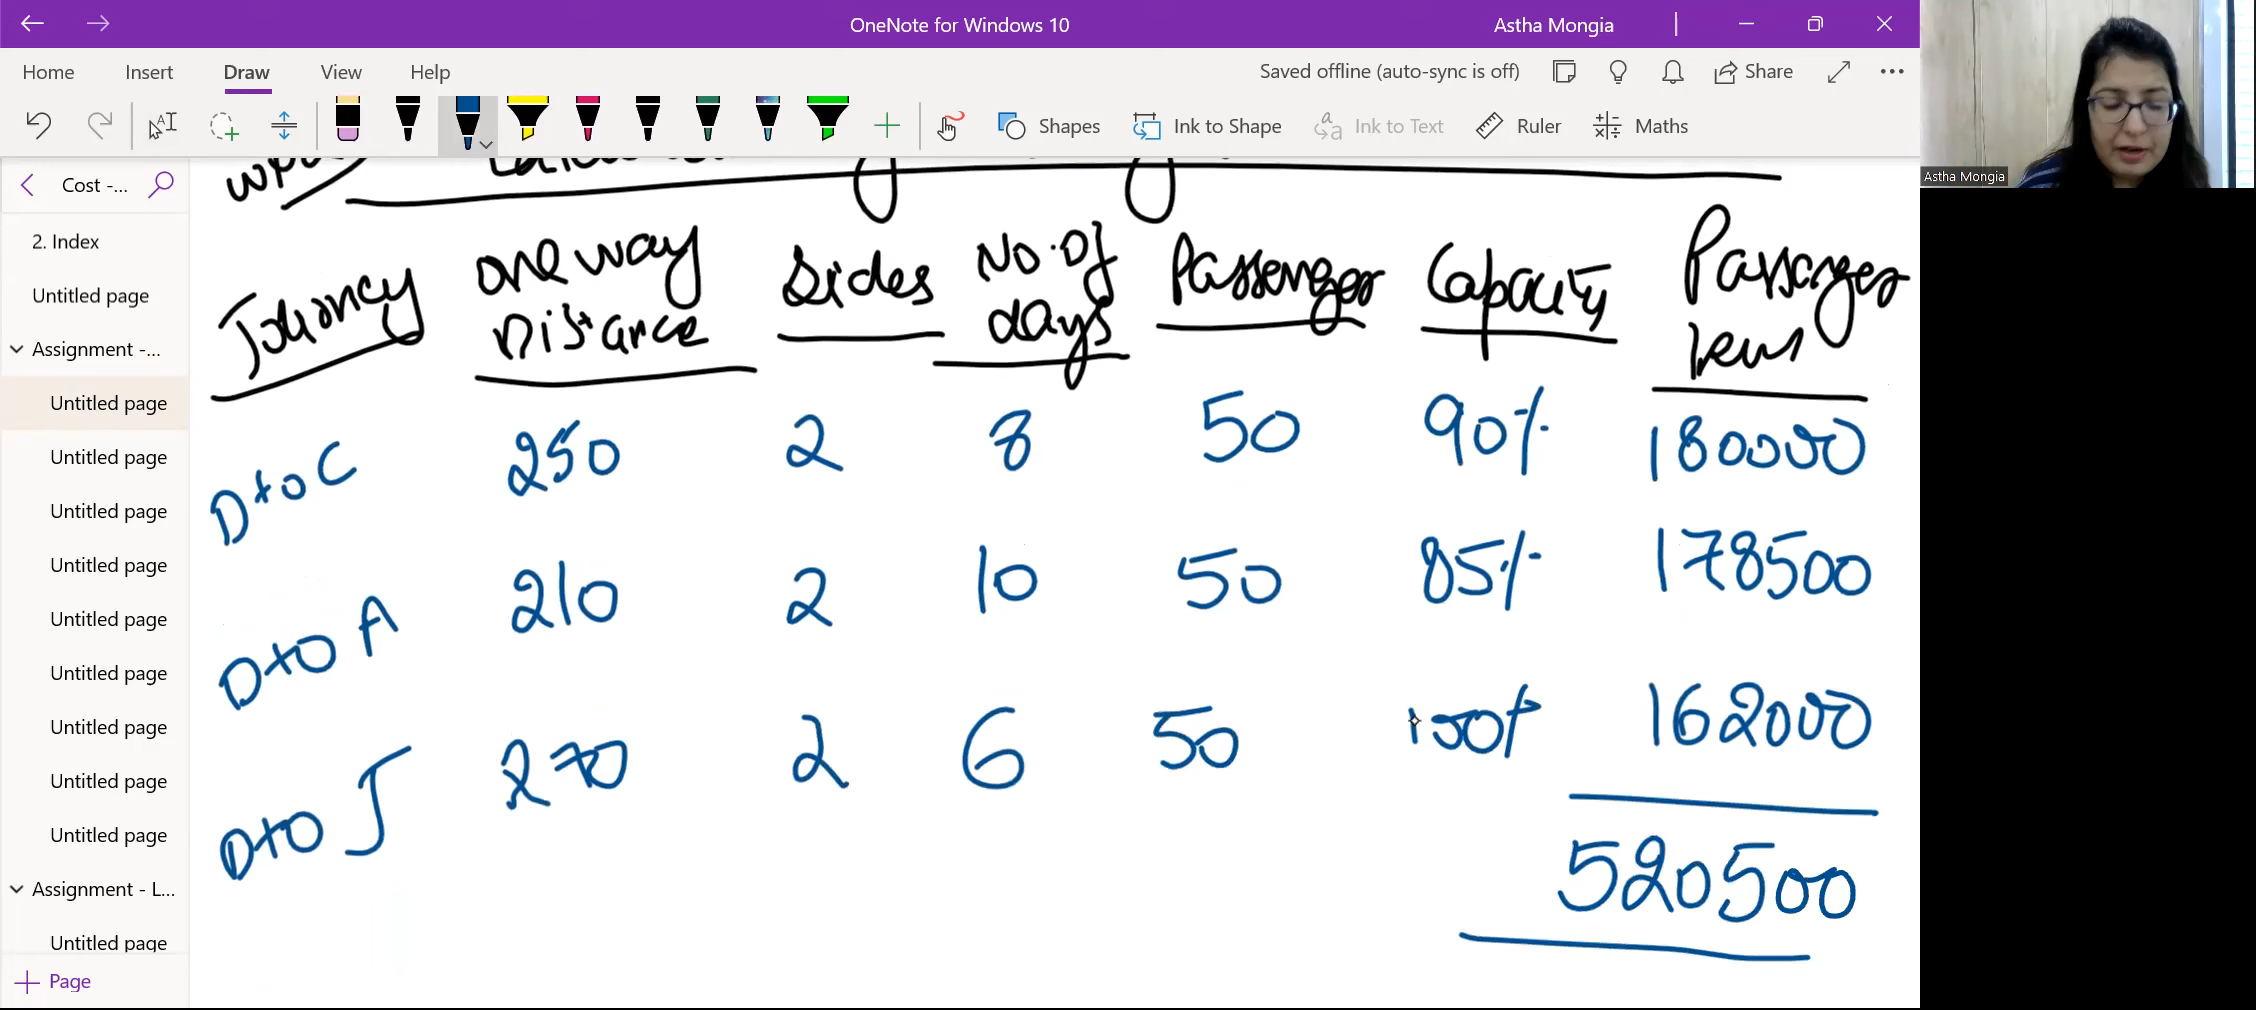 OneNote for Windows 10
Astha Mongia
Home Insert Draw View Help
Saved offline (auto-sync is off) Share
Shapes Ink to Shape Ink to Text Ruler Maths
Astha Mongia
Cost -...
2. Index
Untitled page
Assignment -...
Untitled page
Untitled page
Untitled page
Untitled page
Untitled page
Untitled page
Untitled page
Untitled page
Untitled page
Assignment - L...
Untitled page
Page
Journey one way Distance Sides No. of days Passenger Capacity Passenger kms
D to C 250 2 8 50 90% 180000
D to A 210 2 10 50 85% 178500
D to J 270 2 6 50 100% 162000
520500